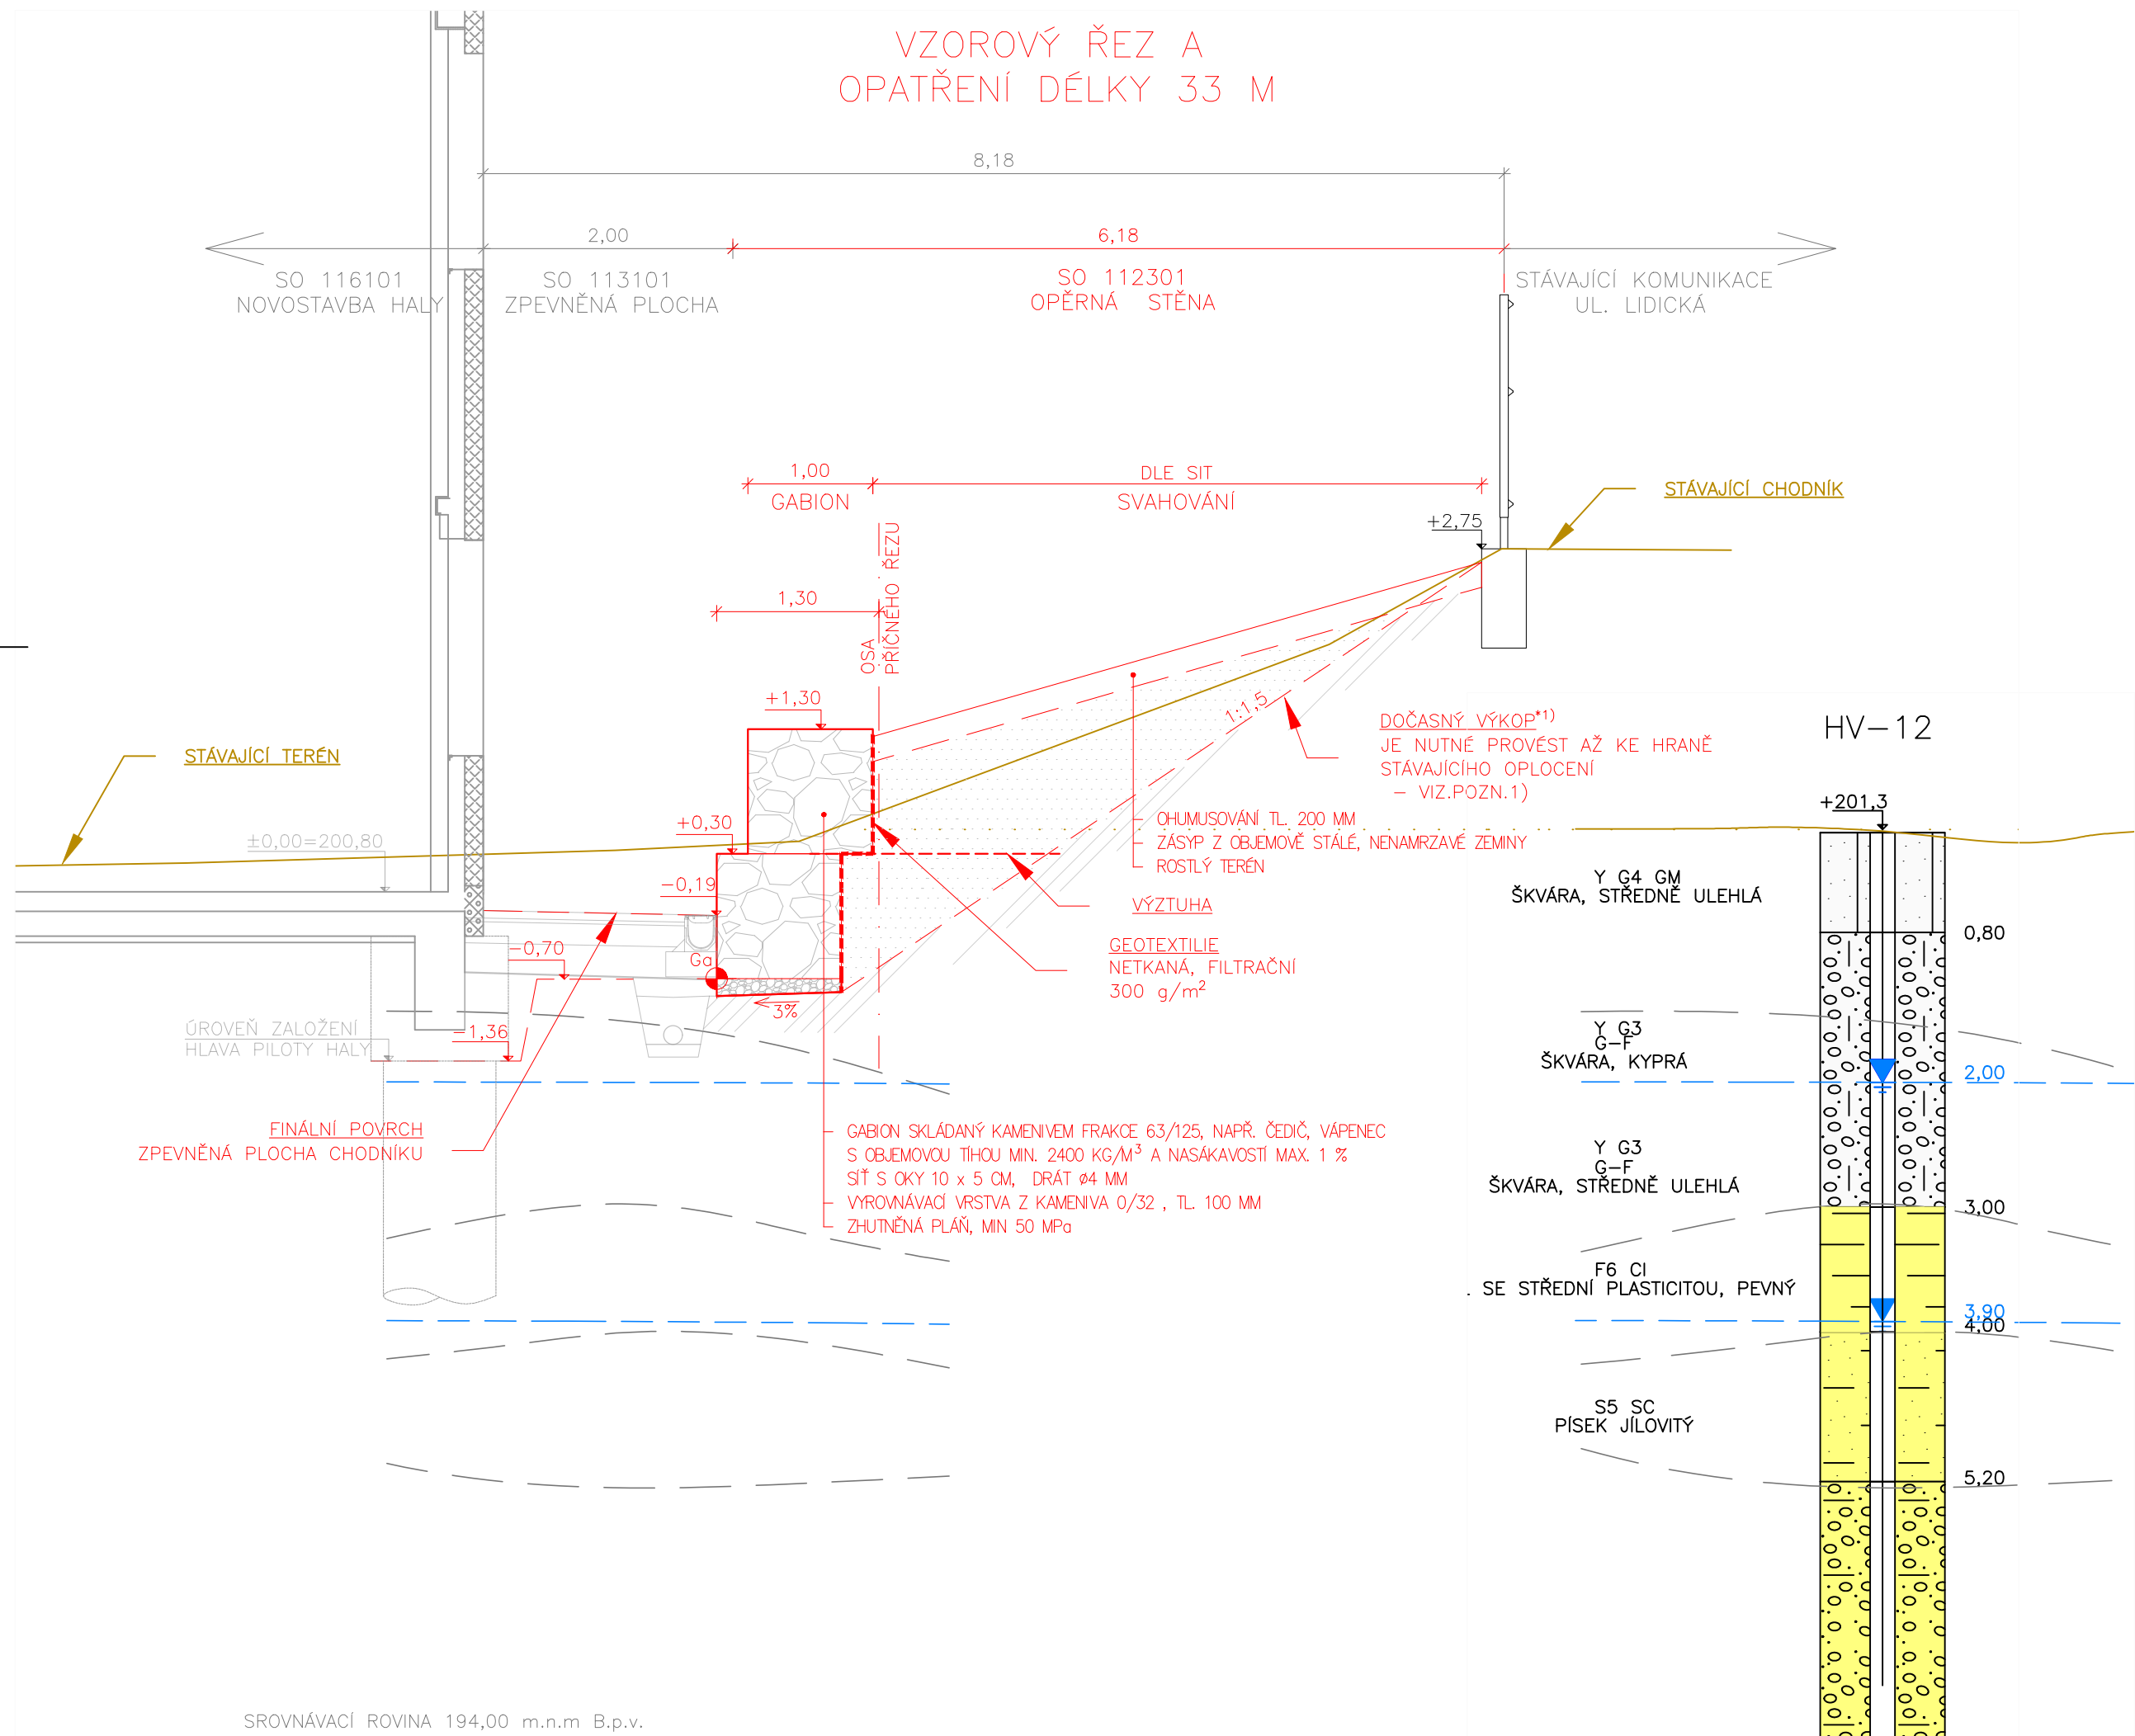 VZOROVÝ ŘEZ A
OPATŘENÍ DÉLKY 33 M
8,18
2,00
6,18
SO 116101
NOVOSTAVBA HALY
SO 113101
ZPEVNĚNÁ PLOCHA
SO 112301
OPĚRNÁ STĚNA
STÁVAJÍCÍ KOMUNIKACE
UL. LIDICKÁ
1,00
GABION
DLE SIT
SVAHOVÁNÍ
STÁVAJÍCÍ CHODNÍK
+2,75
OSA
PŘÍČNÉHO ŘEZU
1,30
+1,30
1:1,5
DOČASNÝ VÝKOP*1)
JE NUTNÉ PROVÉST AŽ KE HRANĚ
STÁVAJÍCÍHO OPLOCENÍ
- VIZ.POZN.1)
STÁVAJÍCÍ TERÉN
±0,00=200,80
+0,30
-0,19
OHUMUSOVÁNÍ TL. 200 MM
ZÁSYP Z OBJEMOVĚ STÁLÉ, NENAMRZAVÉ ZEMINY
ROSTLÝ TERÉN
VÝZTUHA
GEOTEXTILIE
NETKANÁ, FILTRAČNÍ
300 g/m²
-0,70
Ga
3%
ÚROVEŇ ZALOŽENÍ
HLAVA PILOTY HALY
-1,36
FINÁLNÍ POVRCH
ZPEVNĚNÁ PLOCHA CHODNÍKU
GABION SKLÁDANÝ KAMENIVEM FRAKCE 63/125, NAPŘ. ČEDIČ, VÁPENEC
S OBJEMOVOU TÍHOU MIN. 2400 KG/M³ A NASÁKAVOSTÍ MAX. 1 %
SÍŤ S OKY 10 x 5 CM, DRÁT ø4 MM
VYROVNÁVACÍ VRSTVA Z KAMENIVA 0/32 , TL. 100 MM
ZHUTNĚNÁ PLÁŇ, MIN 50 MPa
HV-12
+201,3
Y G4 GM
ŠKVÁRA, STŘEDNĚ ULEHLÁ
0,80
Y G3
G-F
ŠKVÁRA, KYPRÁ
2,00
Y G3
G-F
ŠKVÁRA, STŘEDNĚ ULEHLÁ
3,00
F6 CI
. SE STŘEDNÍ PLASTICITOU, PEVNÝ
3,90
4,00
S5 SC
PÍSEK JÍLOVITÝ
5,20
SROVNÁVACÍ ROVINA 194,00 m.n.m B.p.v.